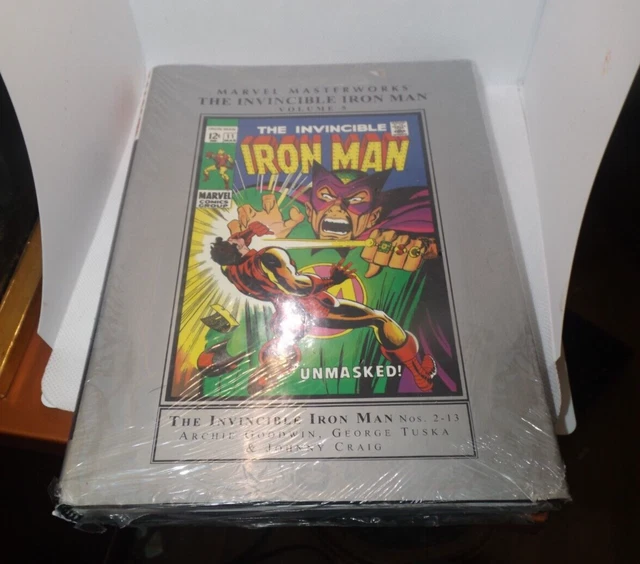 MARVEL MASTERWORKS
THE INVINCIBLE IRON MAN
VOLUME 5
12¢
11
MARVEL
COMICS
GROUP
THE INVINCIBLE
IRON MAN
UNMASKED!
THE INVINCIBLE IRON MAN NOS. 2-13
ARCHIE GOODWIN, GEORGE TUSKA
& JOHNNY CRAIG